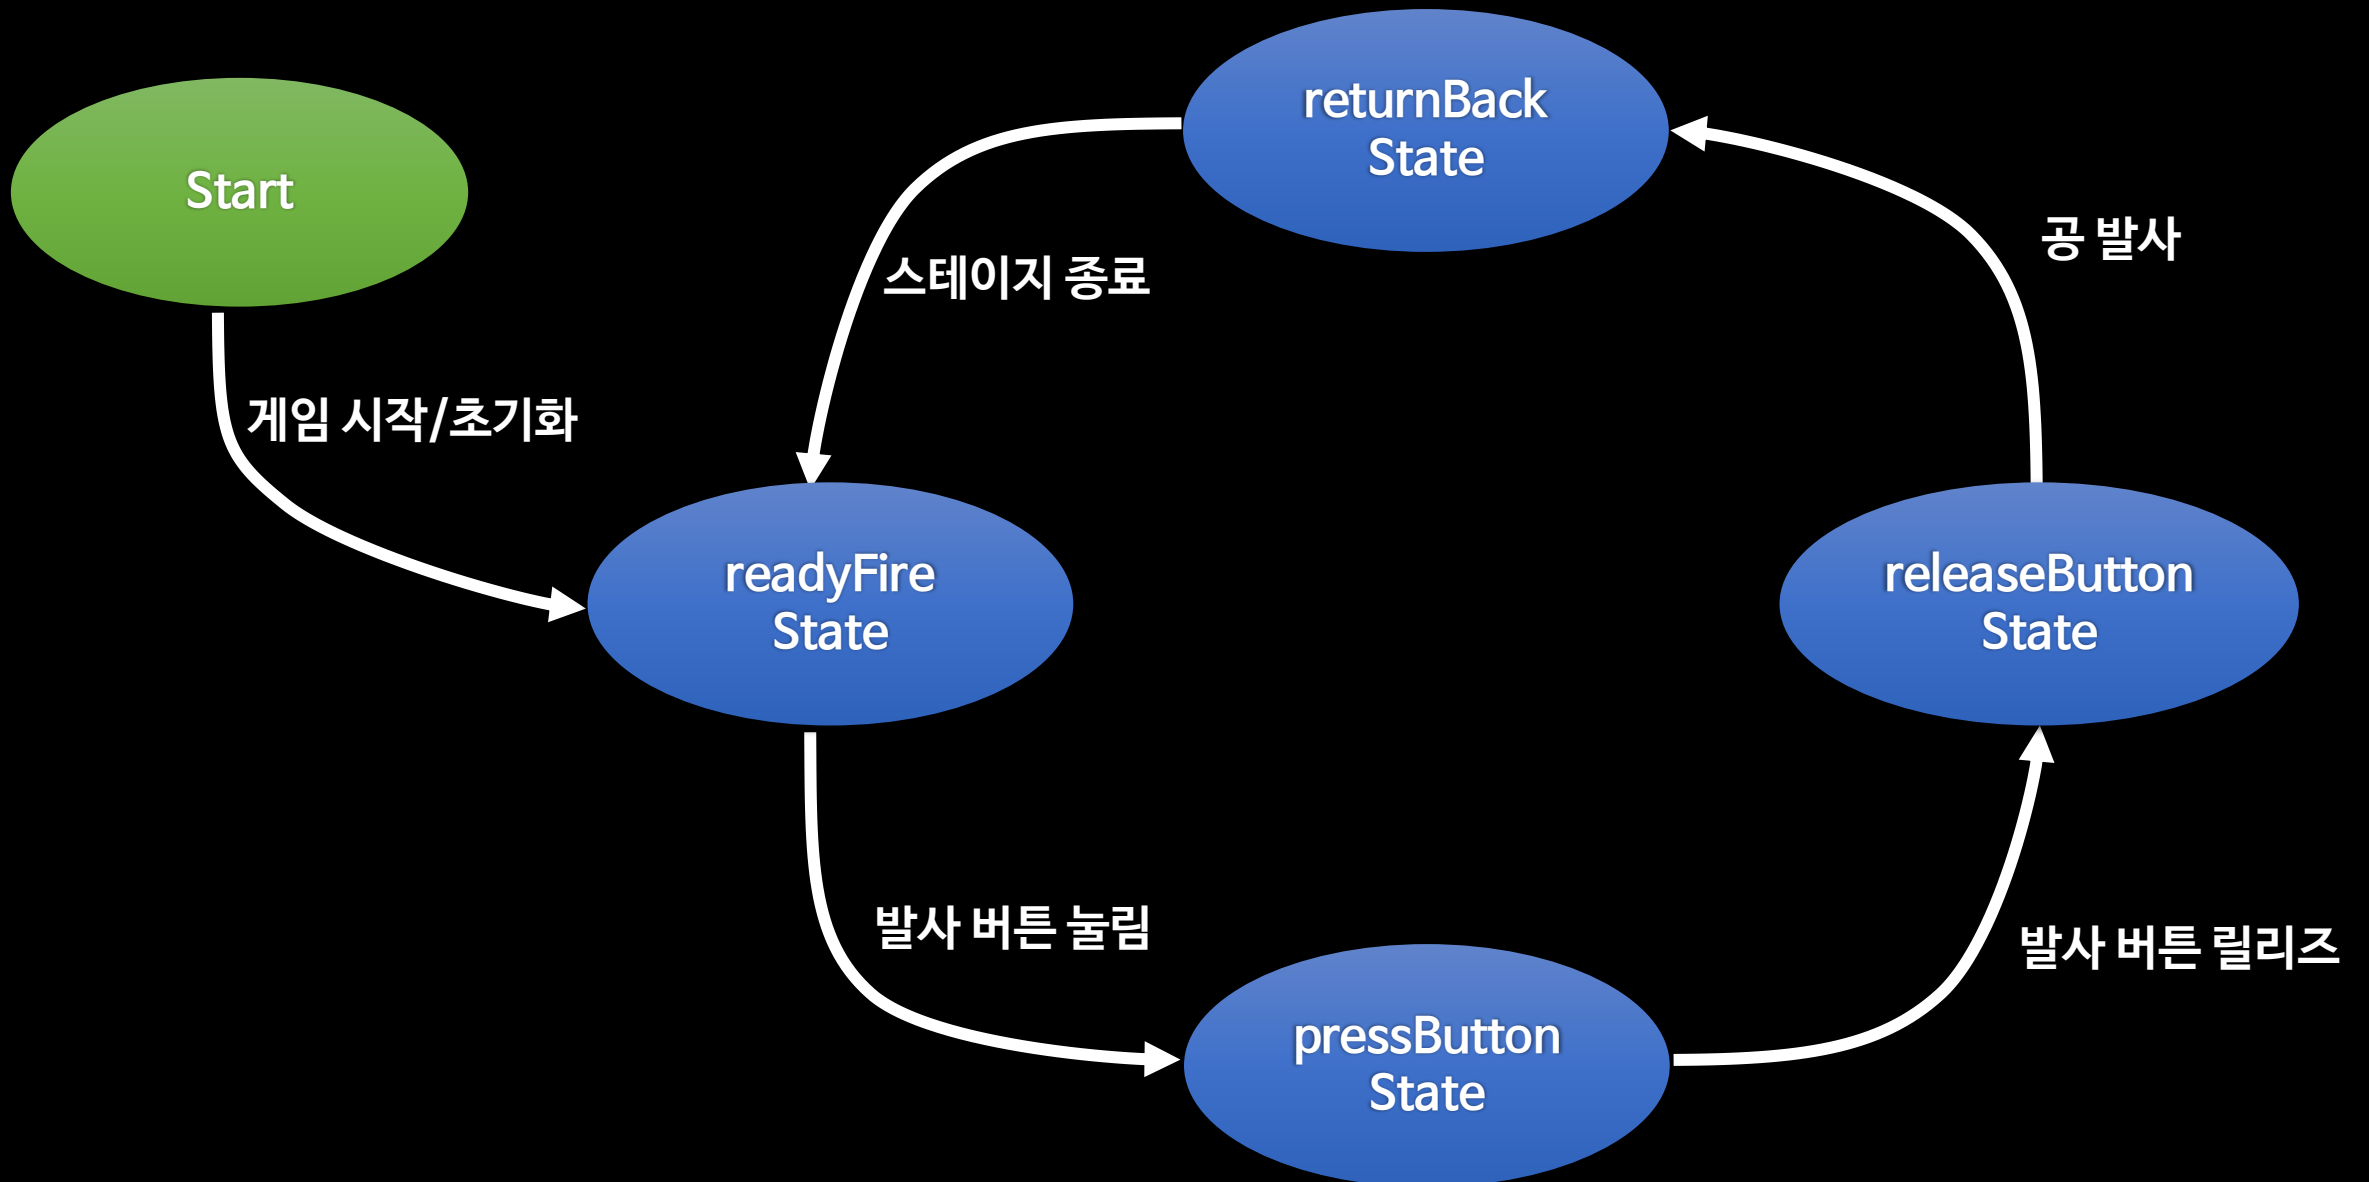 returnBack
State
Start
공 발사
스테이지 종료
게임 시작/초기화
readyFire
State
releaseButton
State
발사 버튼 눌림
발사 버튼 릴리즈
pressButton
State